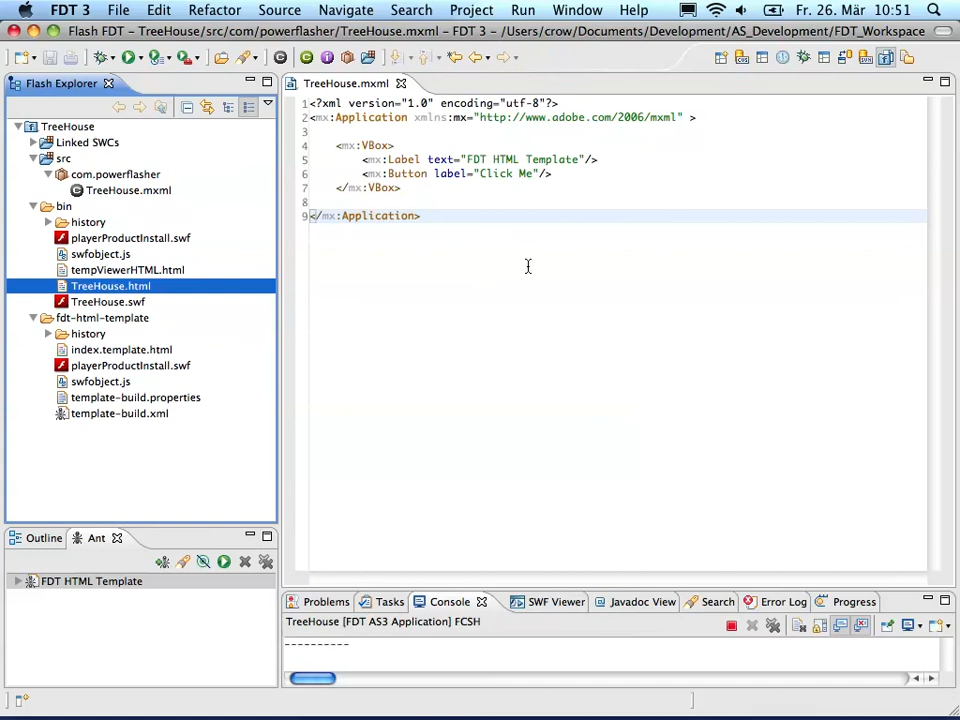 FDT 3 File Edit Refactor Source Navigate Search Project Run Window Help Fr. 26. Mär 10:51
Flash FDT – TreeHouse/src/com/powerflasher/TreeHouse.mxml – FDT 3 – /Users/crow/Documents/Development/AS_Development/FDT_Workspace
Flash Explorer
TreeHouse
Linked SWCs
src
com.powerflasher
TreeHouse.mxml
bin
history
playerProductInstall.swf
swfobject.js
tempViewerHTML.html
TreeHouse.html
TreeHouse.swf
fdt-html-template
history
index.template.html
playerProductInstall.swf
swfobject.js
template-build.properties
template-build.xml
TreeHouse.mxml
1 <?xml version="1.0" encoding="utf-8"?>
2 <mx:Application xmlns:mx="http://www.adobe.com/2006/mxml" >
3
4 <mx:VBox>
5 <mx:Label text="FDT HTML Template"/>
6 <mx:Button label="Click Me"/>
7 </mx:VBox>
8
9 </mx:Application>
Outline Ant
FDT HTML Template
Problems Tasks Console SWF Viewer Javadoc View Search Error Log Progress
TreeHouse [FDT AS3 Application] FCSH
----------